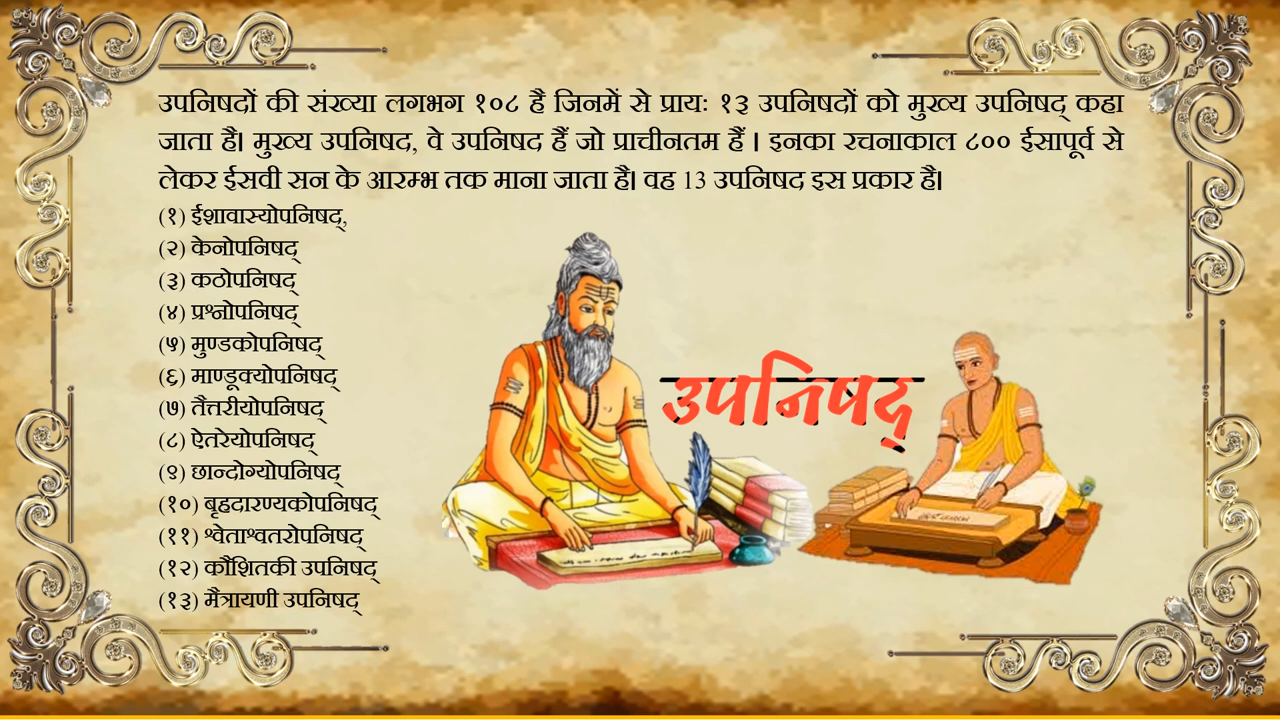 उपनिषदों की संख्या लगभग १०८ है जिनमें से प्रायः १३ उपनिषदों को मुख्य उपनिषद् कहा
जाता है। मुख्य उपनिषद, वे उपनिषद हैं जो प्राचीनतम हैं । इनका रचनाकाल ८०० ईसापूर्व से
लेकर ईसवी सन के आरम्भ तक माना जाता है। वह 13 उपनिषद इस प्रकार है।
(१) ईशावास्योपनिषद्,
(२) केनोपनिषद्
(३) कठोपनिषद्
(४) प्रश्नोपनिषद्
(५) मुण्डकोपनिषद्
(६) माण्डूक्योपनिषद्
(७) तैत्तरीयोपनिषद्
(८) ऐतरेयोपनिषद्
(९) छान्दोग्योपनिषद्
(१०) बृहदारण्यकोपनिषद्
(११) श्वेताश्वतरोपनिषद्
(१२) कौशितकी उपनिषद्
(१३) मैत्रायणी उपनिषद्
उपनिषद्